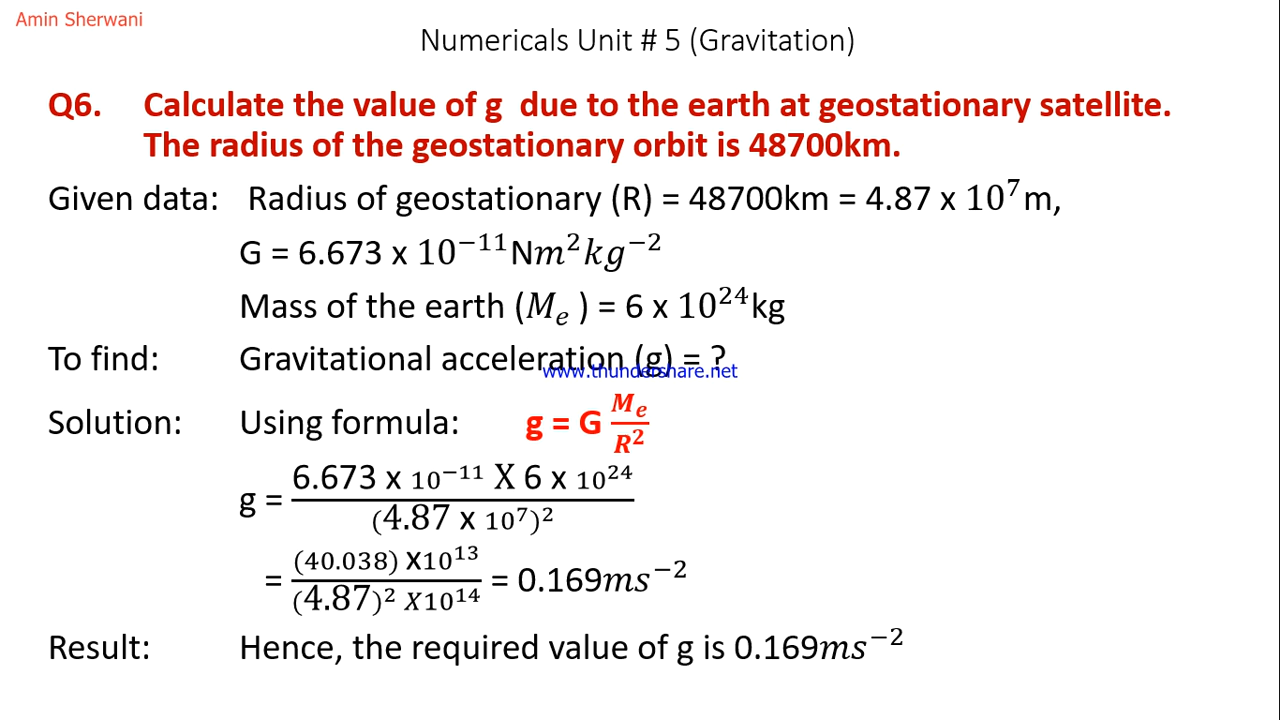 Amin Sherwani
Numericals Unit # 5 (Gravitation)
Q6. Calculate the value of g due to the earth at geostationary satellite.
The radius of the geostationary orbit is 48700km.
Given data: Radius of geostationary (R) = 48700km = 4.87 x 10⁷m,
G = 6.673 x 10⁻¹¹Nm²kg⁻²
Mass of the earth (Mₑ ) = 6 x 10²⁴kg
To find: Gravitational acceleration (g) = ?
www.thundershare.net
Solution: Using formula: g = G Mₑ/R²
g = 6.673 x 10⁻¹¹ X 6 x 10²⁴/(4.87 x 10⁷)²
= (40.038) X10¹³/(4.87)² X10¹⁴ = 0.169ms⁻²
Result: Hence, the required value of g is 0.169ms⁻²